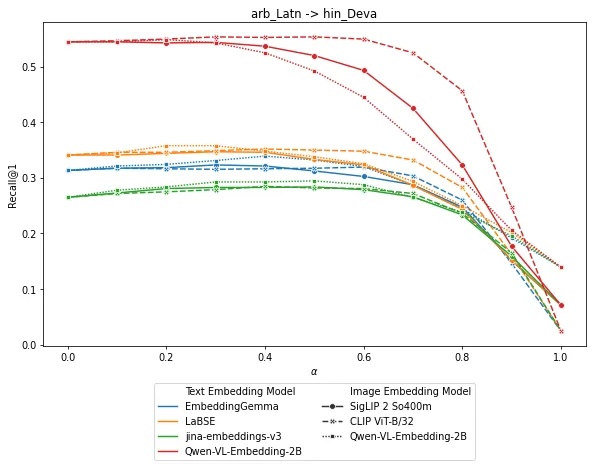 arb_Latn -> hin_Deva
Recall@1
0.5
0.4
0.3
0.2
0.1
0.0
0.0 0.2 0.4 0.6 0.8 1.0
α
Text Embedding Model
EmbeddingGemma
LaBSE
jina-embeddings-v3
Qwen-VL-Embedding-2B
Image Embedding Model
SigLIP 2 So400m
CLIP ViT-B/32
Qwen-VL-Embedding-2B